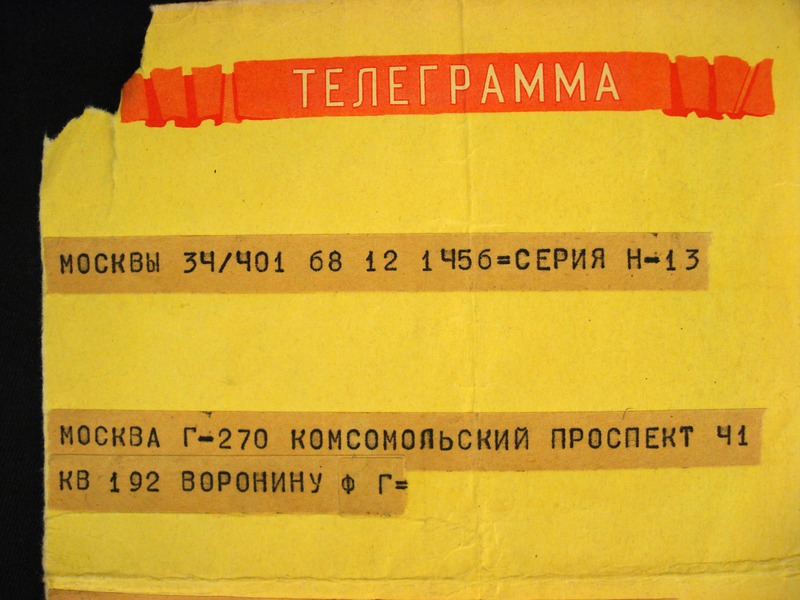 ТЕЛЕГРАММА
МОСКВЫ 34/401 68 12 1456=СЕРИЯ Н-13
МОСКВА Г-270 КОМСОМОЛЬСКИЙ ПРОСПЕКТ 41
КВ 192 ВОРОНИНУ Ф Г=